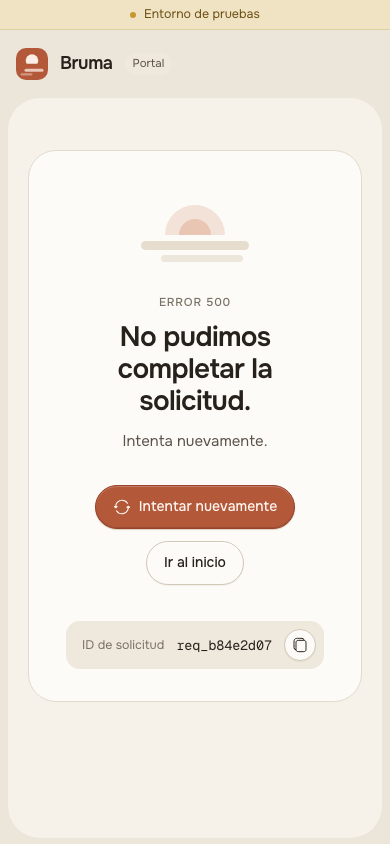 Entorno de pruebas
Bruma Portal
ERROR 500
No pudimos
completar la
solicitud.
Intenta nuevamente.
Intentar nuevamente
Ir al inicio
ID de solicitud req_b84e2d07